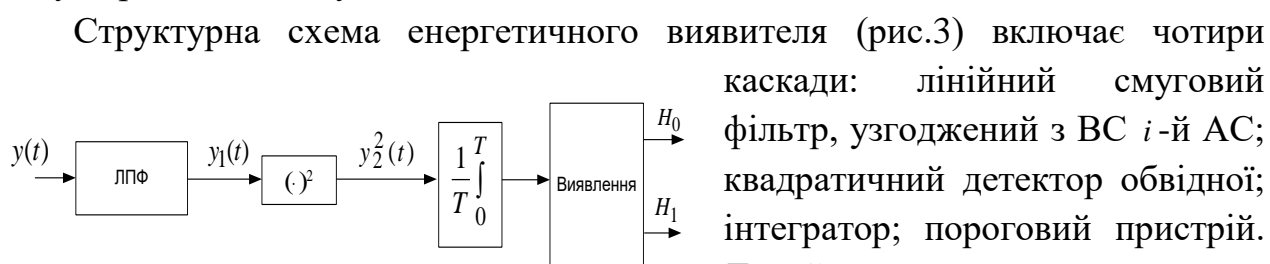 Структурна схема енергетичного виявителя (рис.3) включає чотири
каскади: лінійний смуговий
фільтр, узгоджений з ВС i-й АС;
квадратичний детектор обвідної;
інтегратор; пороговий пристрій.
y(t)
ЛПФ
y₁(t)
(·)²
y₂²(t)
1/T ∫₀ᵀ
Виявлення
H₀
H₁